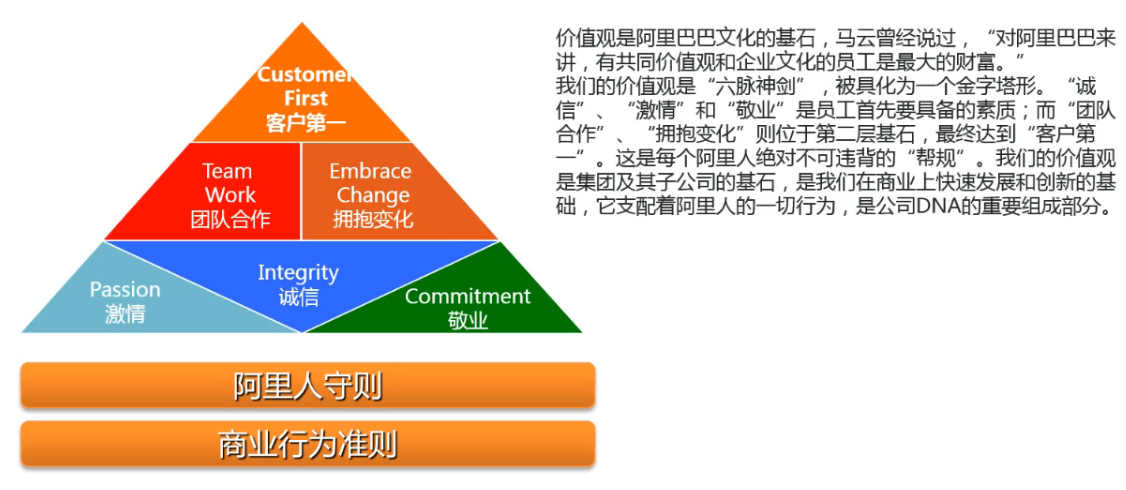 Customer
First
客户第一
Team
Work
团队合作
Embrace
Change
拥抱变化
Passion
激情
Integrity
诚信
Commitment
敬业
阿里人守则
商业行为准则
价值观是阿里巴巴文化的基石，马云曾经说过，“对阿里巴巴来
讲，有共同价值观和企业文化的员工是最大的财富。”
我们的价值观是“六脉神剑”，被具化为一个金字塔形。“诚
信”、“激情”和“敬业”是员工首先要具备的素质；而“团队
合作”、“拥抱变化”则位于第二层基石，最终达到“客户第
一”。这是每个阿里人绝对不可违背的“帮规”。我们的价值观
是集团及其子公司的基石，是我们在商业上快速发展和创新的基
础，它支配着阿里人的一切行为，是公司DNA的重要组成部分。